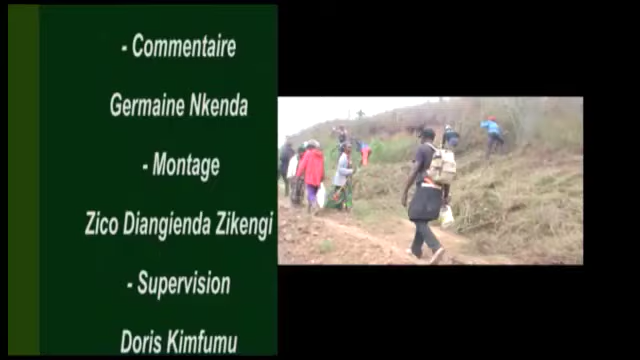 - Commentaire
Germaine Nkenda
- Montage
Zico Diangienda Zikengi
- Supervision
Doris Kimfumu